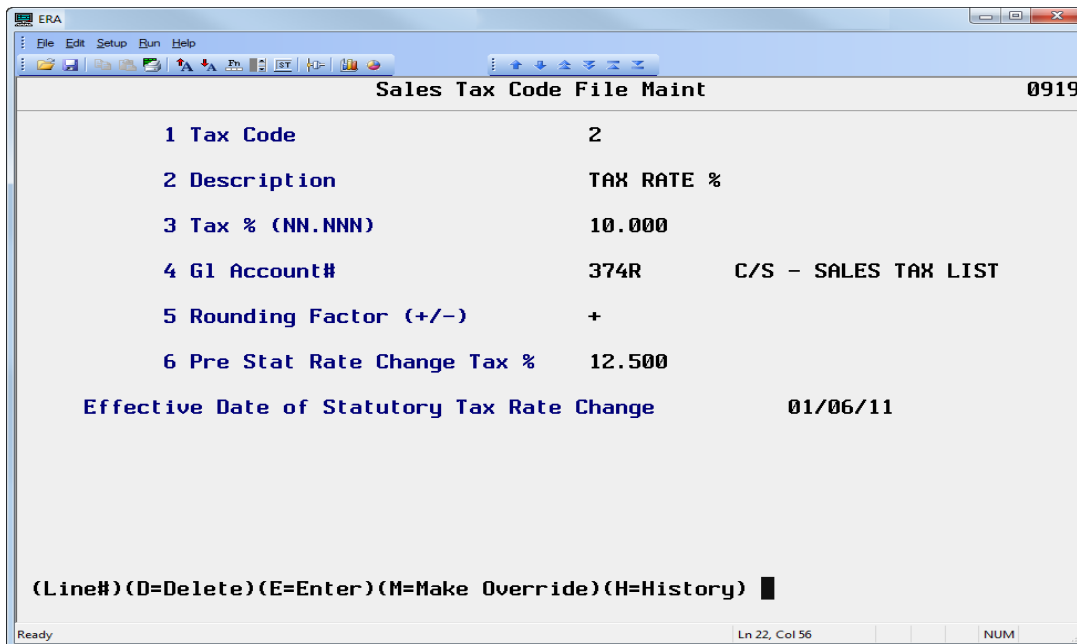 ERA
File Edit Setup Run Help
Sales Tax Code File Maint 0919
1 Tax Code 2
2 Description TAX RATE %
3 Tax % (NN.NNN) 10.000
4 Gl Account# 374R C/S - SALES TAX LIST
5 Rounding Factor (+/-) +
6 Pre Stat Rate Change Tax % 12.500
Effective Date of Statutory Tax Rate Change 01/06/11
(Line#)(D=Delete)(E=Enter)(M=Make Override)(H=History)
Ready Ln 22, Col 56 NUM